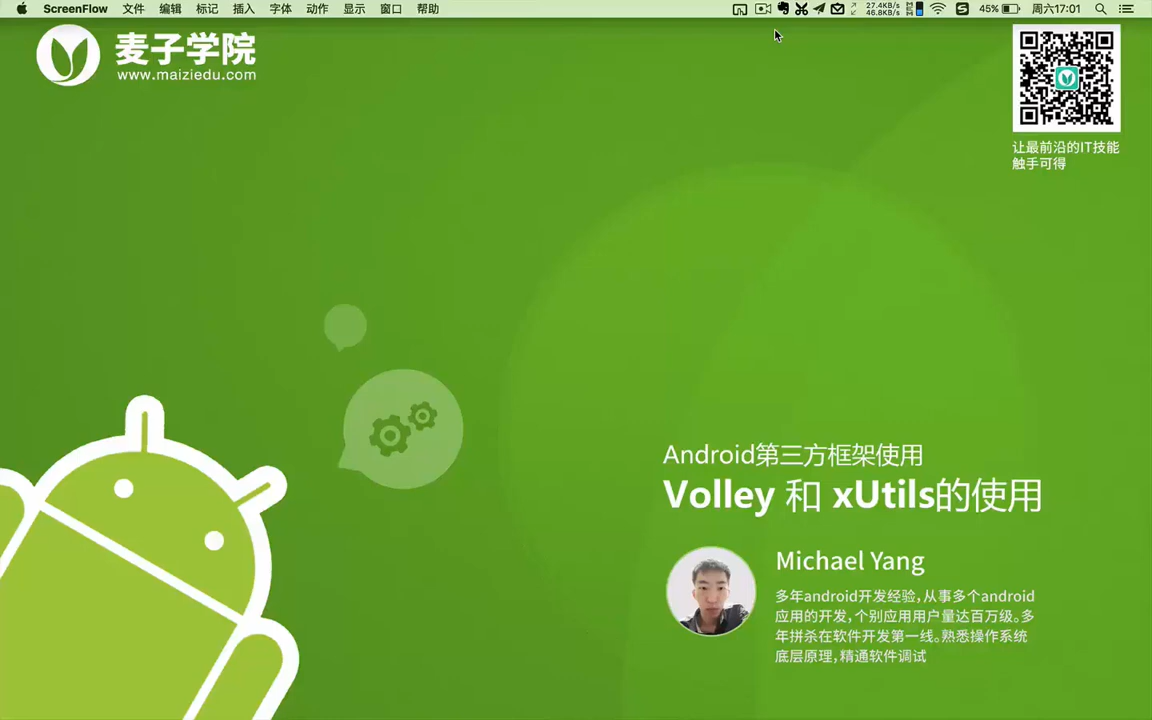 ScreenFlow 文件 编辑 标记 插入 字体 动作 显示 窗口 帮助 27.4KB/s 46.8KB/s 45% 周六17:01
麦子学院
www.maiziedu.com
让最前沿的IT技能
触手可得
Android第三方框架使用
Volley 和 xUtils的使用
Michael Yang
多年android开发经验,从事多个android
应用的开发,个别应用用户量达百万级。多
年拼杀在软件开发第一线。熟悉操作系统
底层原理,精通软件调试